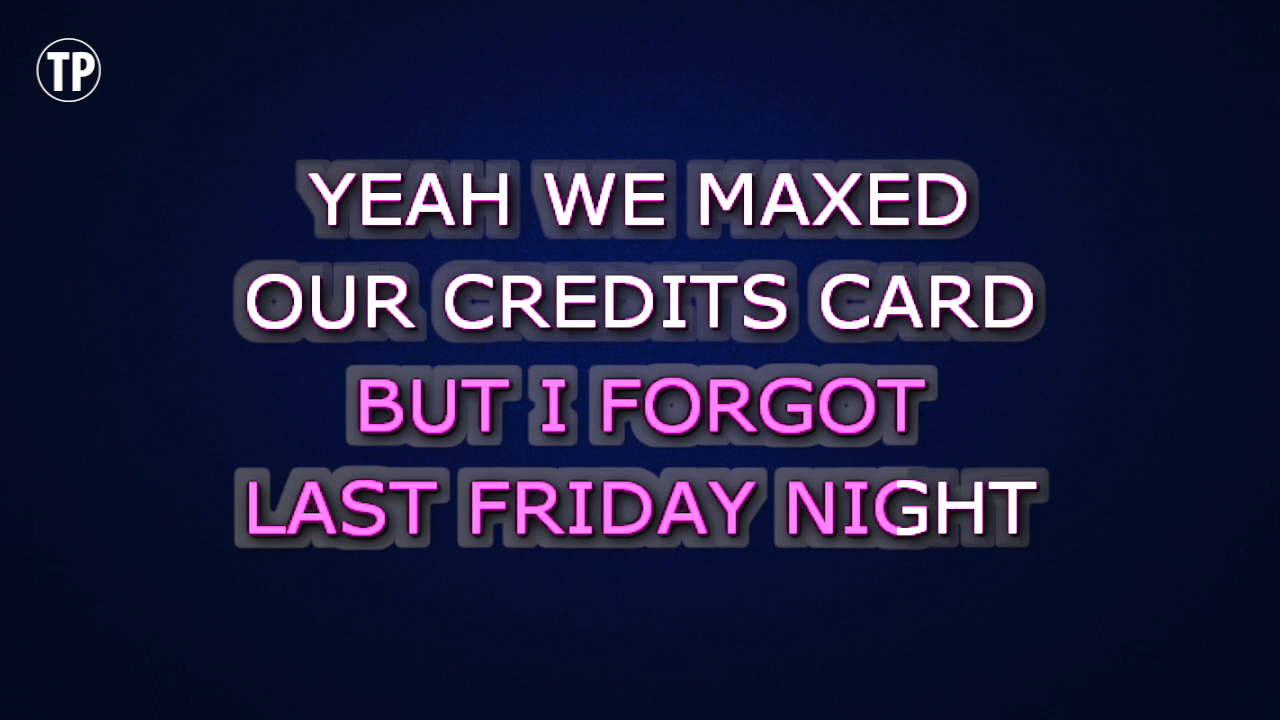 TP
YEAH WE MAXED
OUR CREDITS CARD
BUT I FORGOT
LAST FRIDAY NIGHT